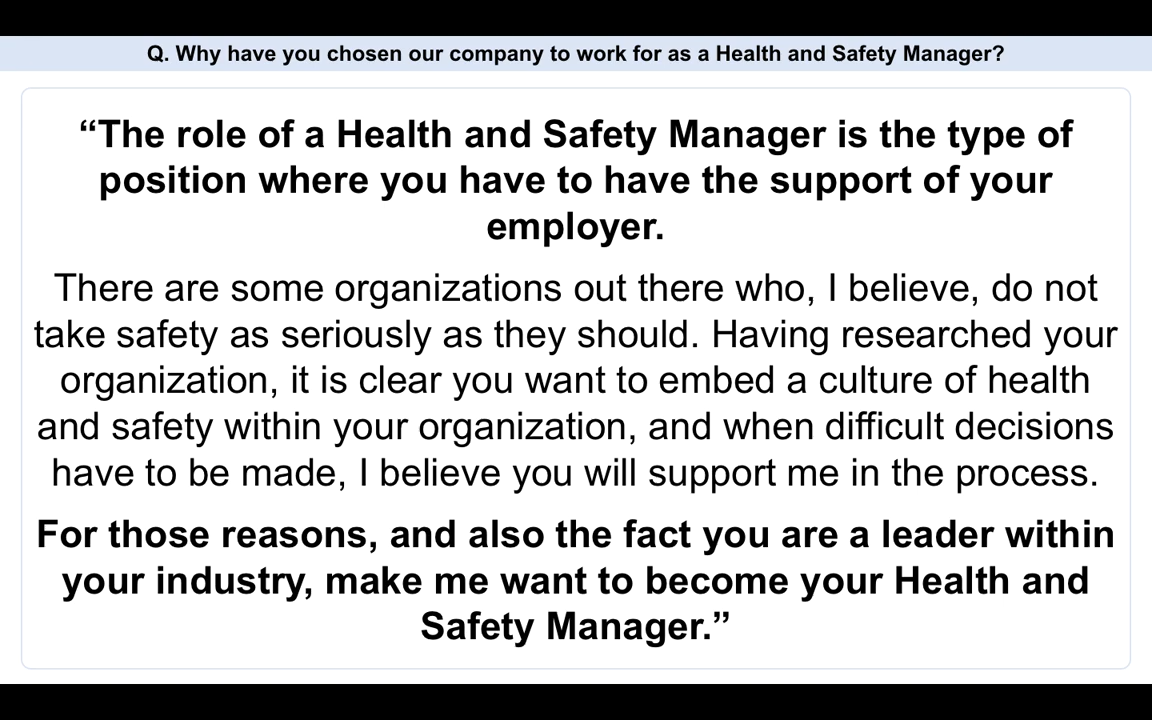 Q. Why have you chosen our company to work for as a Health and Safety Manager?
“The role of a Health and Safety Manager is the type of
position where you have to have the support of your
employer.
There are some organizations out there who, I believe, do not
take safety as seriously as they should. Having researched your
organization, it is clear you want to embed a culture of health
and safety within your organization, and when difficult decisions
have to be made, I believe you will support me in the process.
For those reasons, and also the fact you are a leader within
your industry, make me want to become your Health and
Safety Manager.”